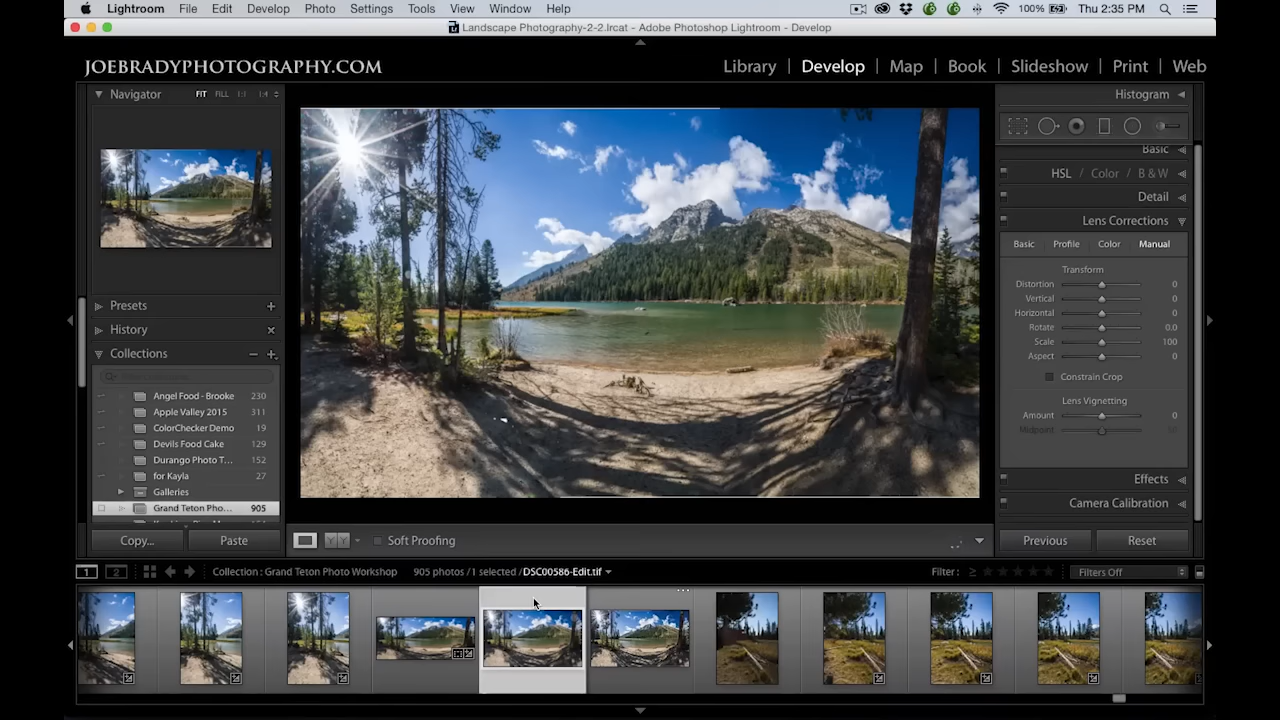 Lightroom File Edit Develop Photo Settings Tools View Window Help 100% Thu 2:35 PM
Landscape Photography-2-2.lrcat - Adobe Photoshop Lightroom - Develop
JOEBRADYPHOTOGRAPHY.COM
Library | Develop | Map | Book | Slideshow | Print | Web
Navigator FIT FILL 1:1
Histogram
Basic
HSL / Color / B & W
Detail
Lens Corrections
Basic Profile Color Manual
Transform
Distortion 0
Vertical 0
Horizontal 0
Rotate 0.0
Scale 100
Aspect 0
Constrain Crop
Lens Vignetting
Amount 0
Midpoint 50
Effects
Camera Calibration
Presets
History
Collections
Angel Food - Brooke 230
Apple Valley 2015 311
ColorChecker Demo 19
Devils Food Cake 129
Durango Photo T... 152
for Kayla 27
Galleries
Grand Teton Pho... 905
Copy... Paste
Soft Proofing
Previous Reset
1 2 Collection : Grand Teton Photo Workshop 905 photos / 1 selected / DSC00586-Edit.tif
Filter : Filters Off